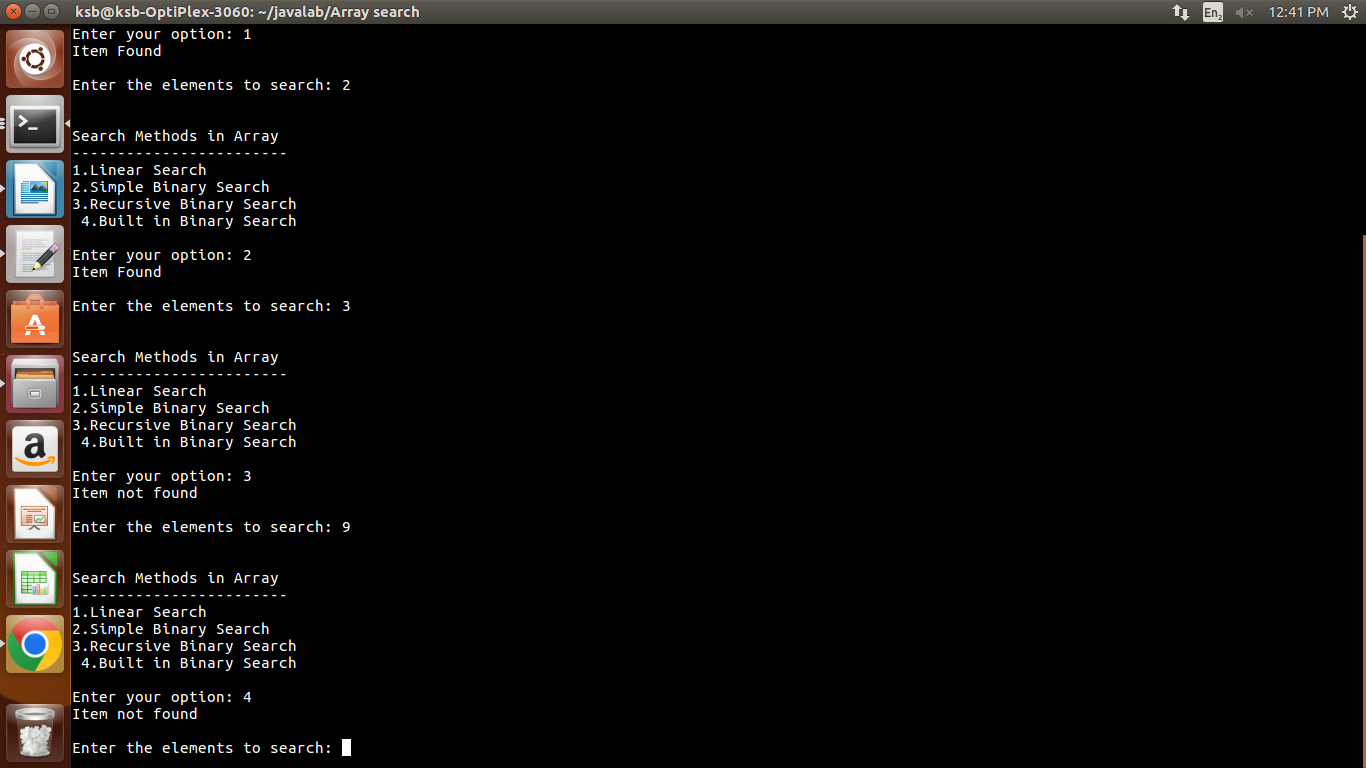 ksb@ksb-OptiPlex-3060: ~/javalab/Array search
En2
12:41 PM
Enter your option: 1
Item Found
Enter the elements to search: 2
Search Methods in Array
------------------------
1.Linear Search
2.Simple Binary Search
3.Recursive Binary Search
 4.Built in Binary Search
Enter your option: 2
Item Found
Enter the elements to search: 3
Search Methods in Array
------------------------
1.Linear Search
2.Simple Binary Search
3.Recursive Binary Search
 4.Built in Binary Search
Enter your option: 3
Item not found
Enter the elements to search: 9
Search Methods in Array
------------------------
1.Linear Search
2.Simple Binary Search
3.Recursive Binary Search
 4.Built in Binary Search
Enter your option: 4
Item not found
Enter the elements to search: